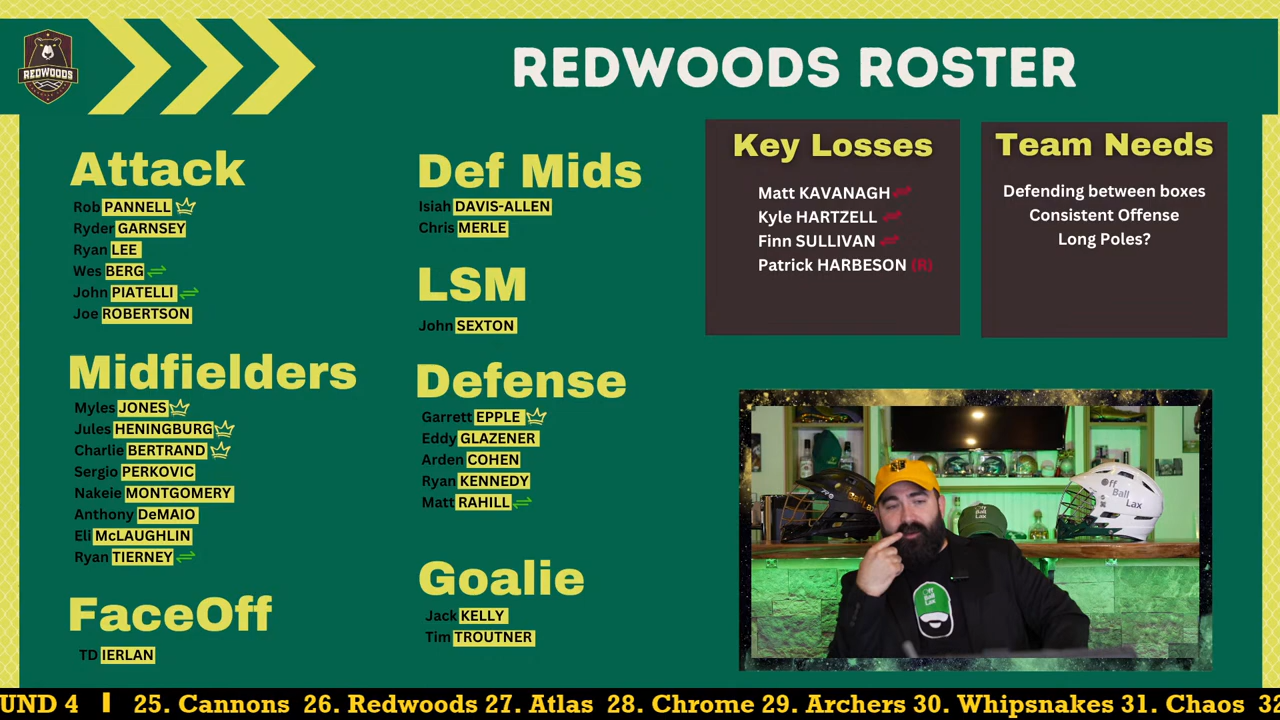 REDWOODS
REDWOODS ROSTER
Attack
Rob PANNELL
Ryder GARNSEY
Ryan LEE
Wes BERG
John PIATELLI
Joe ROBERTSON
Midfielders
Myles JONES
Jules HENINGBURG
Charlie BERTRAND
Sergio PERKOVIC
Nakeie MONTGOMERY
Anthony DeMAIO
Eli McLAUGHLIN
Ryan TIERNEY
FaceOff
TD IERLAN
Def Mids
Isiah DAVIS-ALLEN
Chris MERLE
LSM
John SEXTON
Defense
Garrett EPPLE
Eddy GLAZENER
Arden COHEN
Ryan KENNEDY
Matt RAHILL
Goalie
Jack KELLY
Tim TROUTNER
Key Losses
Matt KAVANAGH
Kyle HARTZELL
Finn SULLIVAN
Patrick HARBESON (R)
Team Needs
Defending between boxes
Consistent Offense
Long Poles?
Off
Ball
Lax
Off
Ball
Lax
UND 4 | 25. Cannons 26. Redwoods 27. Atlas 28. Chrome 29. Archers 30. Whipsnakes 31. Chaos 32